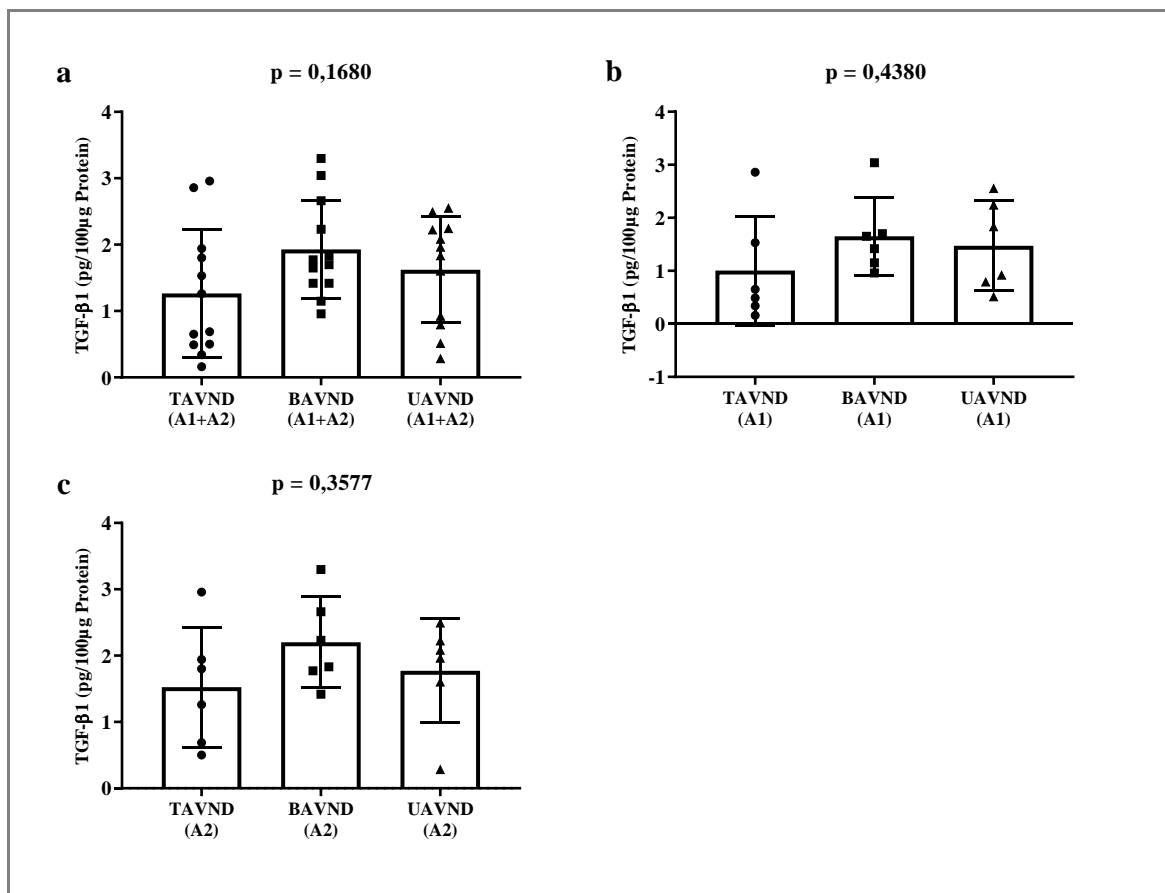 a
p = 0,1680
TGF-β1 (pg/100µg Protein)
4
3
2
1
0
TAVND BAVND UAVND
(A1+A2) (A1+A2) (A1+A2)
b
p = 0,4380
TGF-β1 (pg/100µg Protein)
4
3
2
1
0
-1
TAVND BAVND UAVND
(A1) (A1) (A1)
c
p = 0,3577
TGF-β1 (pg/100µg Protein)
4
3
2
1
0
TAVND BAVND UAVND
(A2) (A2) (A2)